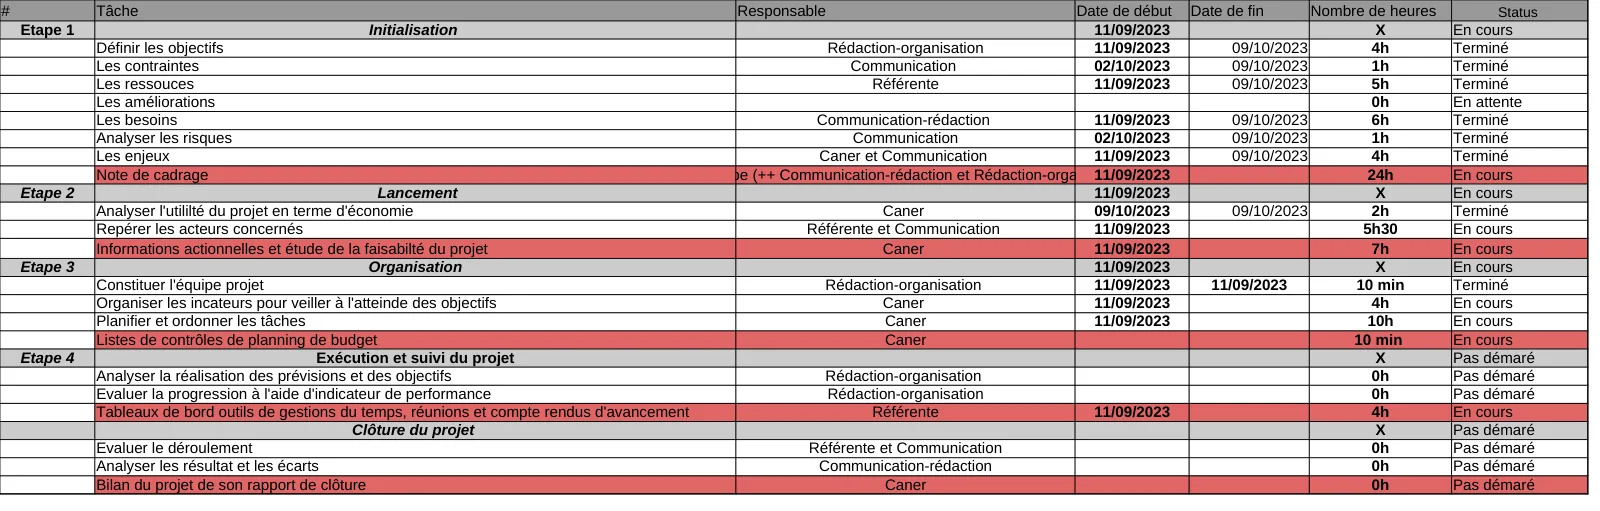 # Tâche Responsable Date de début Date de fin Nombre de heures Status
Etape 1 Initialisation 11/09/2023 X En cours
Définir les objectifs Rédaction-organisation 11/09/2023 09/10/2023 4h Terminé
Les contraintes Communication 02/10/2023 09/10/2023 1h Terminé
Les ressouces Référente 11/09/2023 09/10/2023 5h Terminé
Les améliorations 0h En attente
Les besoins Communication-rédaction 11/09/2023 09/10/2023 6h Terminé
Analyser les risques Communication 02/10/2023 09/10/2023 1h Terminé
Les enjeux Caner et Communication 11/09/2023 09/10/2023 4h Terminé
Note de cadrage (++ Communication-rédaction et Rédaction-orga 11/09/2023 24h En cours
Etape 2 Lancement 11/09/2023 X En cours
Analyser l'utililté du projet en terme d'économie Caner 09/10/2023 09/10/2023 2h Terminé
Repérer les acteurs concernés Référente et Communication 11/09/2023 5h30 En cours
Informations actionnelles et étude de la faisabilté du projet Caner 11/09/2023 7h En cours
Etape 3 Organisation 11/09/2023 X En cours
Constituer l'équipe projet Rédaction-organisation 11/09/2023 11/09/2023 10 min Terminé
Organiser les incateurs pour veiller à l'atteinde des objectifs Caner 11/09/2023 4h En cours
Planifier et ordonner les tâches Caner 11/09/2023 10h En cours
Listes de contrôles de planning de budget Caner 10 min En cours
Etape 4 Exécution et suivi du projet X Pas démaré
Analyser la réalisation des prévisions et des objectifs Rédaction-organisation 0h Pas démaré
Evaluer la progression à l'aide d'indicateur de performance Rédaction-organisation 0h Pas démaré
Tableaux de bord outils de gestions du temps, réunions et compte rendus d'avancement Référente 11/09/2023 4h En cours
Clôture du projet X Pas démaré
Evaluer le déroulement Référente et Communication 0h Pas démaré
Analyser les résultat et les écarts Communication-rédaction 0h Pas démaré
Bilan du projet de son rapport de clôture Caner 0h Pas démaré